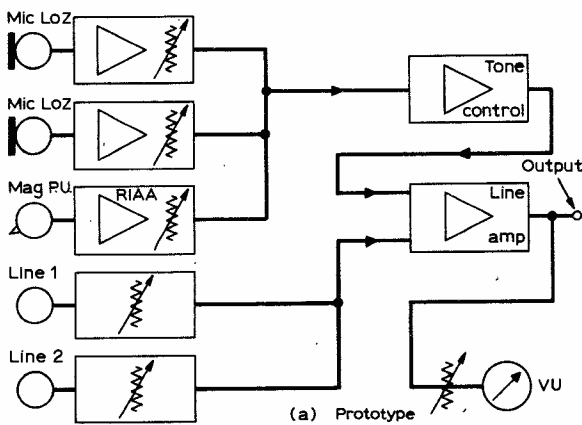 Mic LoZ
Mic LoZ
Mag P.U.
RIAA
Line 1
Line 2
Tone
control
Output
Line
amp
VU
(a) Prototype